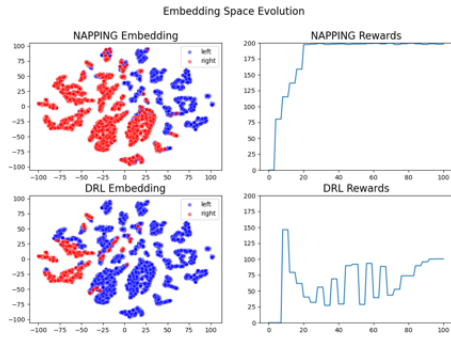 Embedding Space Evolution
NAPPING Embedding
NAPPING Rewards
100
75
50
25
0
−25
−50
−75
−100
left
right
−100 −75 −50 −25 0 25 50 75 100
200
175
150
125
100
75
50
25
0
0 20 40 60 80 100
DRL Embedding
DRL Rewards
100
75
50
25
0
−25
−50
−75
−100
left
right
−100 −75 −50 −25 0 25 50 75 100
200
175
150
125
100
75
50
25
0
0 20 40 60 80 100